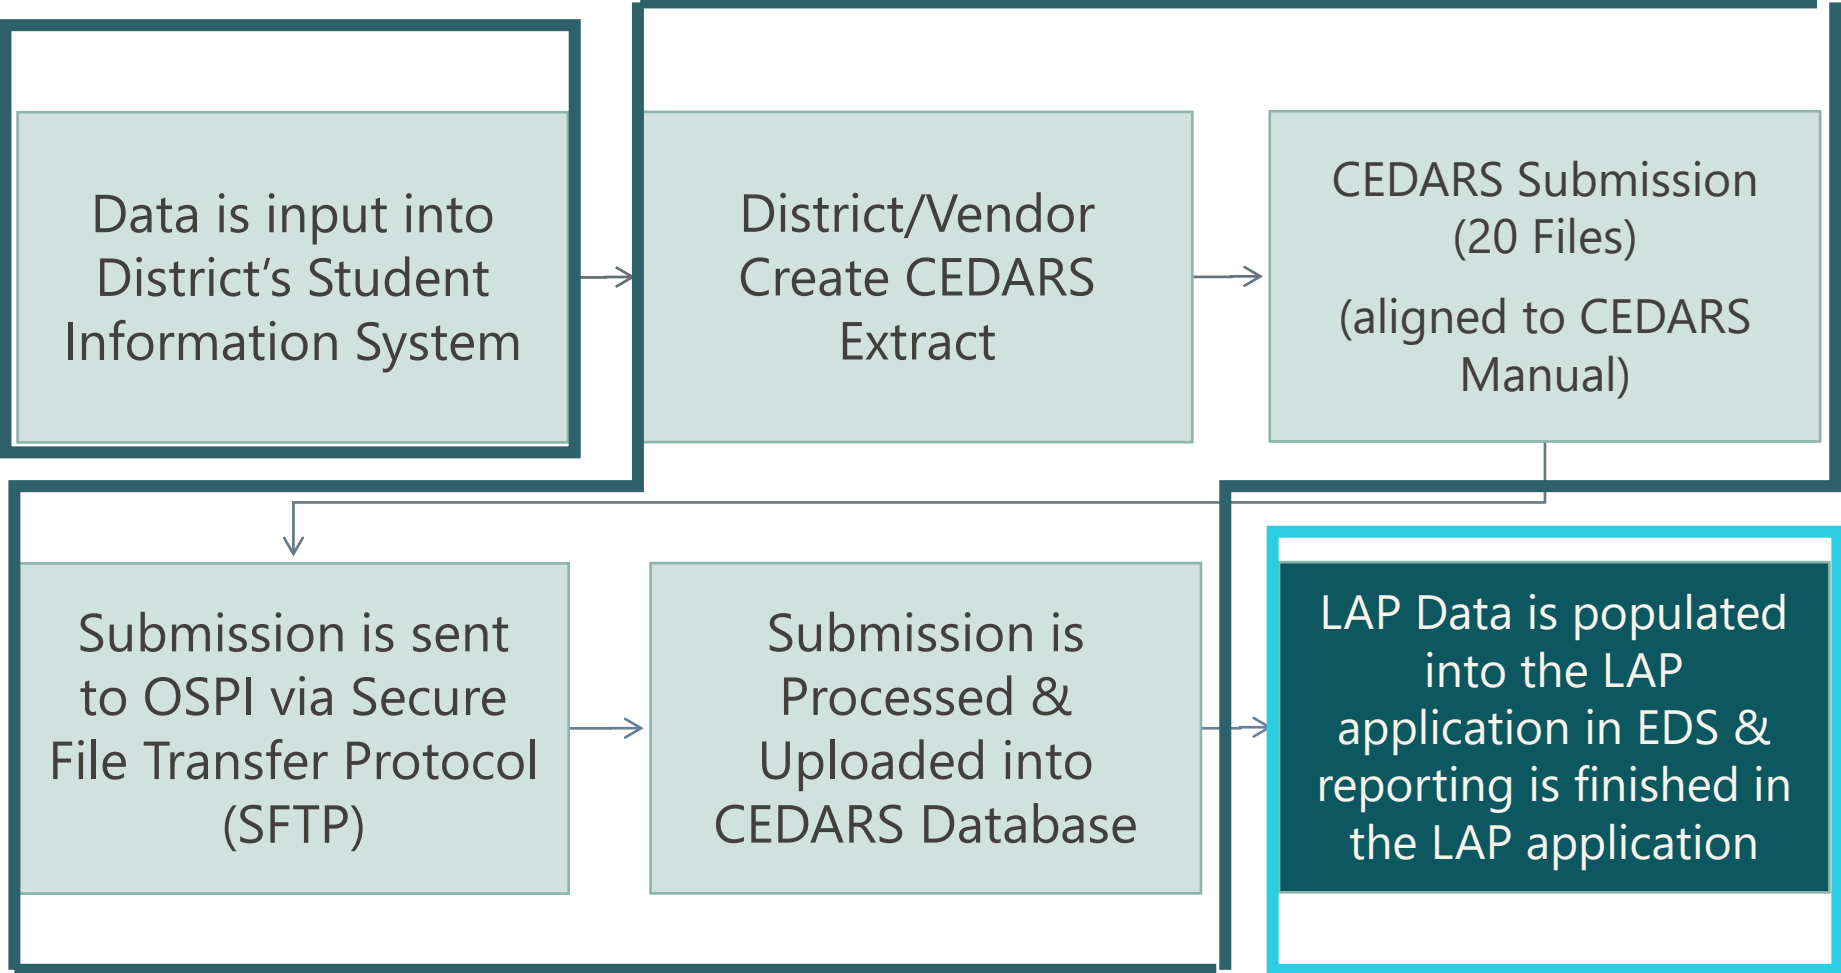 Data is input into
District’s Student
Information System
District/Vendor
Create CEDARS
Extract
CEDARS Submission
(20 Files)
(aligned to CEDARS
Manual)
Submission is sent
to OSPI via Secure
File Transfer Protocol
(SFTP)
Submission is
Processed &
Uploaded into
CEDARS Database
LAP Data is populated
into the LAP
application in EDS &
reporting is finished in
the LAP application